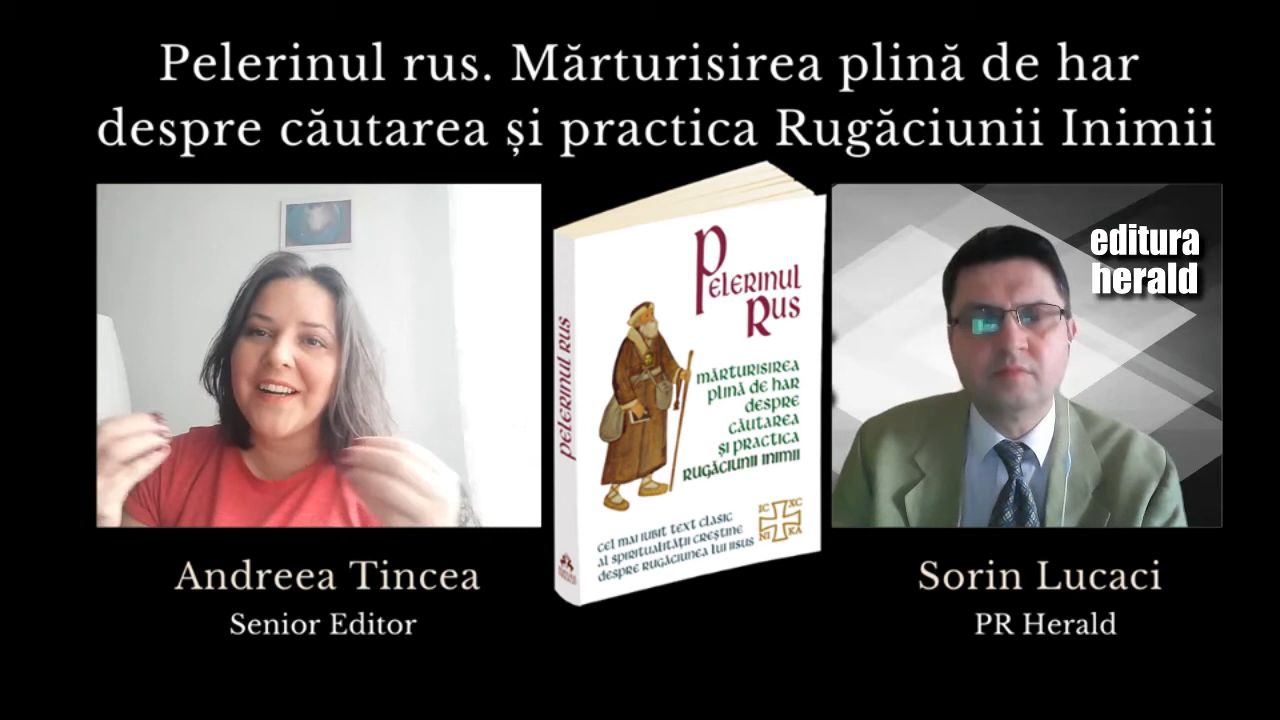 Pelerinul rus. Mărturisirea plină de har
despre căutarea și practica Rugăciunii Inimii
editura
herald
Pelerinul
Rus
pelerinul rus
mărturisirea
plină de har
despre
căutarea
și practica
rugăciunii inimii
IC XC
NI KA
cel mai iubit text clasic
al spiritualității creștine
despre rugăciunea lui Iisus
Andreea Tincea
Senior Editor
Sorin Lucaci
PR Herald